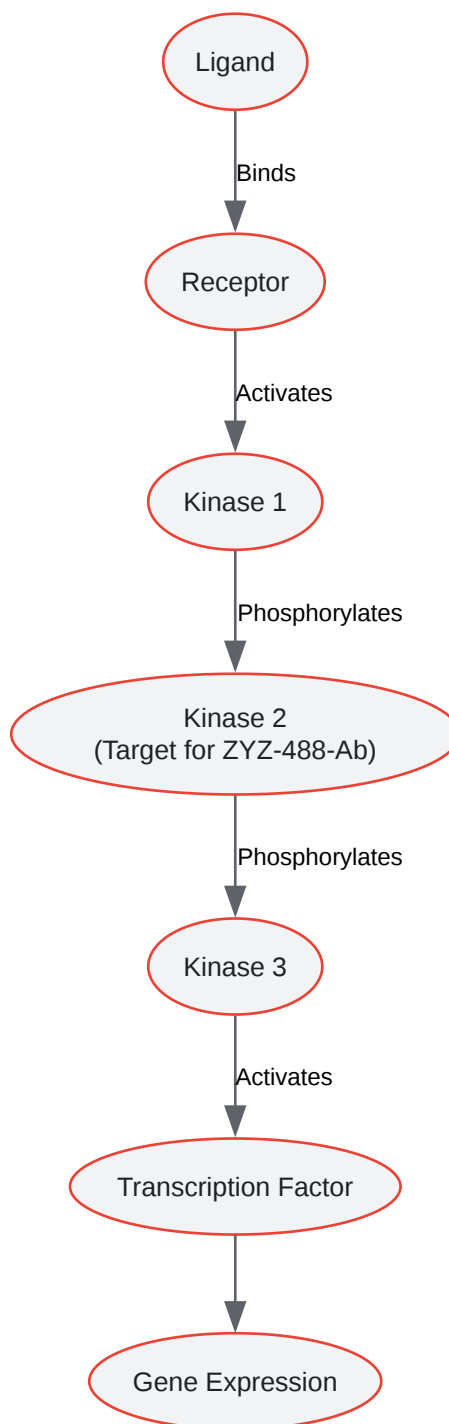 Ligand
Binds
Receptor
Activates
Kinase 1
Phosphorylates
Kinase 2
(Target for ZYZ-488-Ab)
Phosphorylates
Kinase 3
Activates
Transcription Factor
Gene Expression